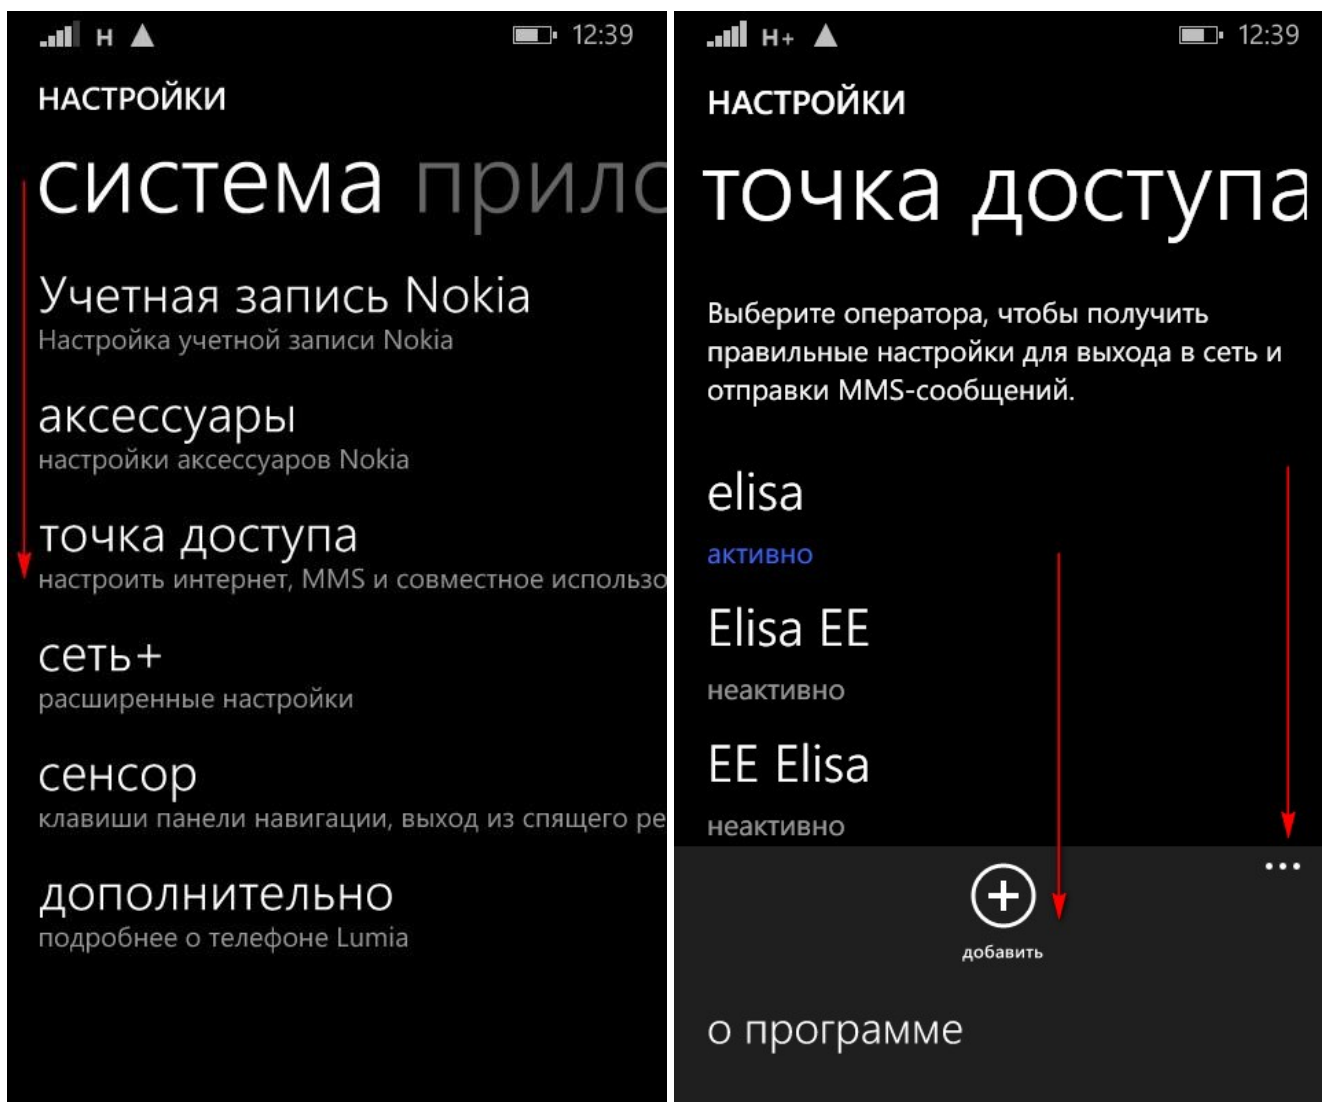 H
12:39
НАСТРОЙКИ
система прило
Учетная запись Nokia
Настройка учетной записи Nokia
аксессуары
настройки аксессуаров Nokia
точка доступа
настроить интернет, MMS и совместное использо
сеть+
расширенные настройки
сенсор
клавиши панели навигации, выход из спящего ре
дополнительно
подробнее о телефоне Lumia
H+
12:39
НАСТРОЙКИ
точка доступа
Выберите оператора, чтобы получить
правильные настройки для выхода в сеть и
отправки MMS-сообщений.
elisa
активно
Elisa EE
неактивно
EE Elisa
неактивно
добавить
о программе